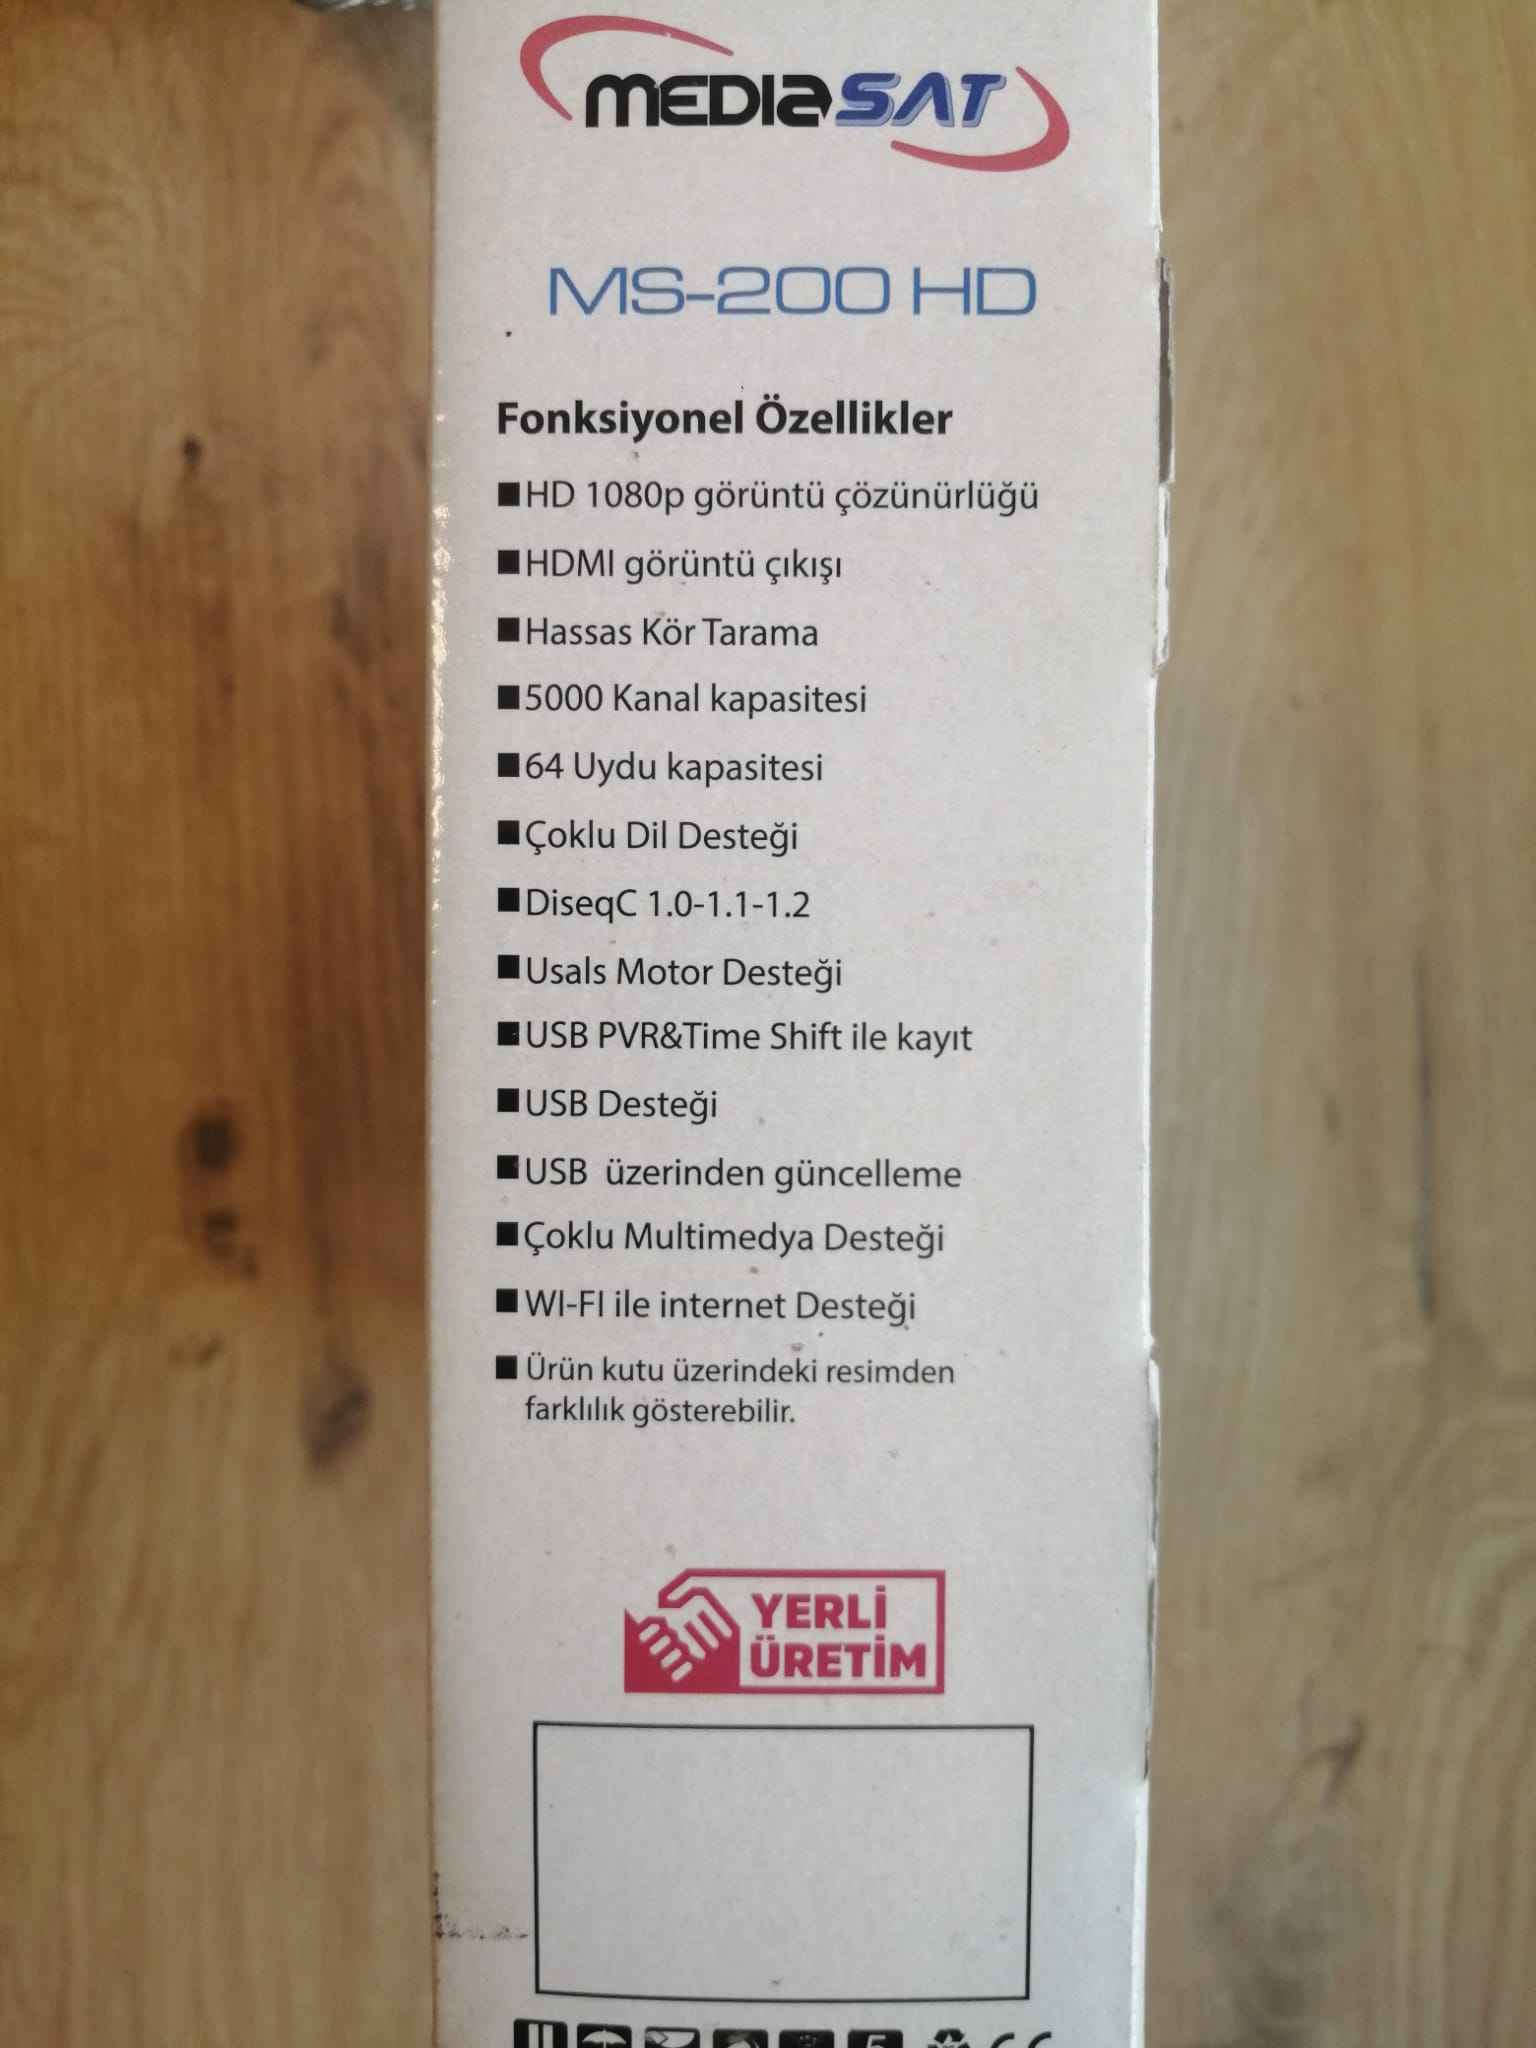 MEDIASAT
MS-200 HD
Fonksiyonel Özellikler
■ HD 1080p görüntü çözünürlüğü
■ HDMI görüntü çıkışı
■ Hassas Kör Tarama
■ 5000 Kanal kapasitesi
■ 64 Uydu kapasitesi
■ Çoklu Dil Desteği
■ DiseqC 1.0-1.1-1.2
■ Usals Motor Desteği
■ USB PVR&Time Shift ile kayıt
■ USB Desteği
■ USB üzerinden güncelleme
■ Çoklu Multimedya Desteği
■ WI-FI ile internet Desteği
■ Ürün kutu üzerindeki resimden
farklılık gösterebilir.
YERLİ
ÜRETİM